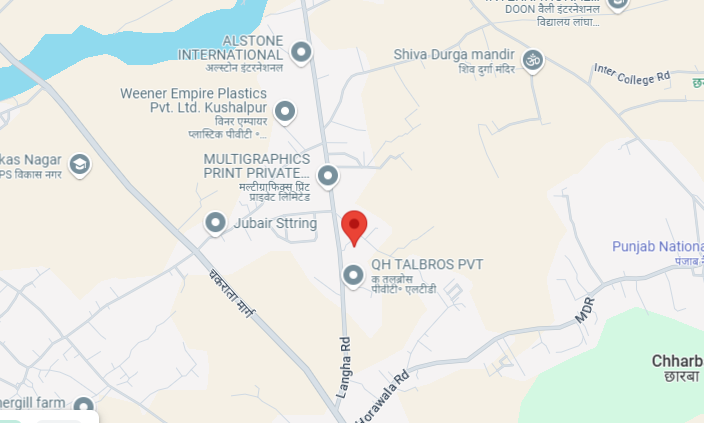 DOON वैली इंटरनेशनल
विद्यालय लांघा...
ALSTONE
INTERNATIONAL
अल्स्टोन इंटरनेशनल
Shiva Durga mandir
शिव दुर्गा मंदिर
Inter College Rd
Weener Empire Plastics
Pvt. Ltd. Kushalpur
विनर एम्पायर
प्लास्टिक पीवीटी॰...
MULTIGRAPHICS
PRINT PRIVATE...
मल्टीग्राफिक्स प्रिंट
प्राइवेट लिमिटेड
kas Nagar
PS विकास नगर
Jubair Sttring
QH TALBROS PVT
क तलब्रोस
पीवीटी॰ एलटीडी
Punjab Nationa
पंजाब
चकराता मार्ग
MDR
Langha Rd
Horawala Rd
Chharb
छारबा
nergill farm